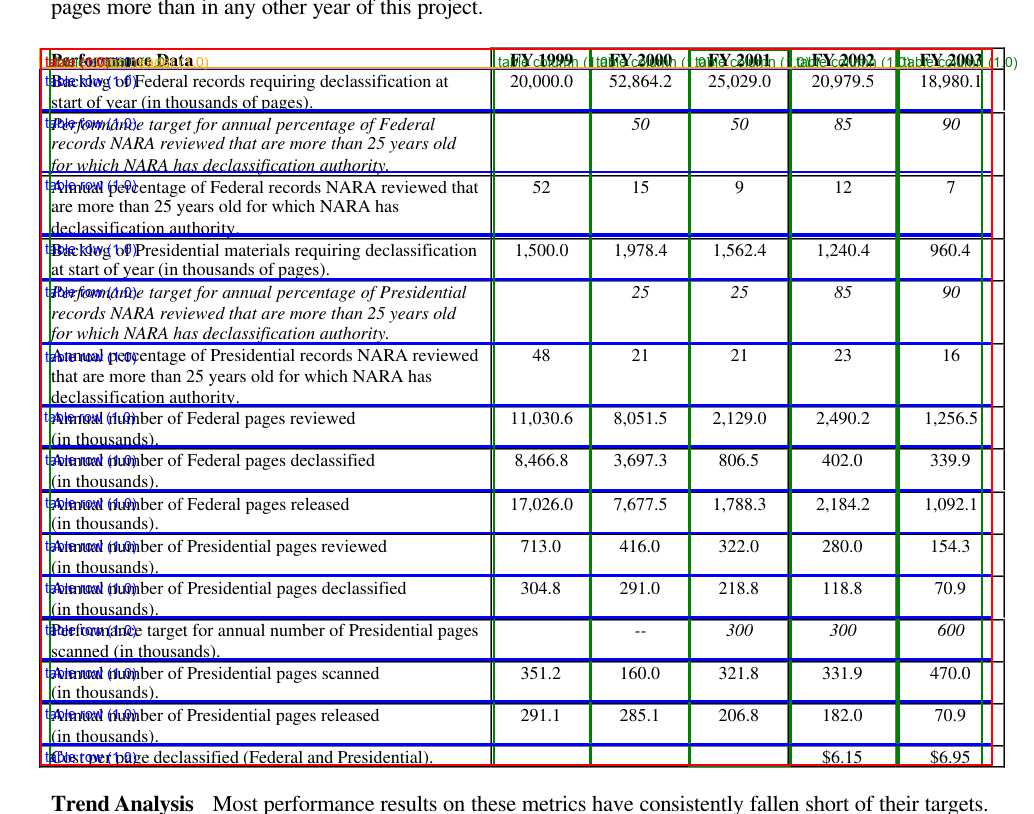 pages more than in any other year of this project.
Performance Data FY 1999 FY 2000 FY 2001 FY 2002 FY 2003
Backlog of Federal records requiring declassification at 20,000.0 52,864.2 25,029.0 20,979.5 18,980.1
start of year (in thousands of pages).
Performance target for annual percentage of Federal 50 50 85 90
records NARA reviewed that are more than 25 years old
for which NARA has declassification authority.
Annual percentage of Federal records NARA reviewed that 52 15 9 12 7
are more than 25 years old for which NARA has
declassification authority.
Backlog of Presidential materials requiring declassification 1,500.0 1,978.4 1,562.4 1,240.4 960.4
at start of year (in thousands of pages).
Performance target for annual percentage of Presidential 25 25 85 90
records NARA reviewed that are more than 25 years old
for which NARA has declassification authority.
Annual percentage of Presidential records NARA reviewed 48 21 21 23 16
that are more than 25 years old for which NARA has
declassification authority.
Annual number of Federal pages reviewed 11,030.6 8,051.5 2,129.0 2,490.2 1,256.5
(in thousands).
Annual number of Federal pages declassified 8,466.8 3,697.3 806.5 402.0 339.9
(in thousands).
Annual number of Federal pages released 17,026.0 7,677.5 1,788.3 2,184.2 1,092.1
(in thousands).
Annual number of Presidential pages reviewed 713.0 416.0 322.0 280.0 154.3
(in thousands).
Annual number of Presidential pages declassified 304.8 291.0 218.8 118.8 70.9
(in thousands).
Performance target for annual number of Presidential pages -- 300 300 600
scanned (in thousands).
Annual number of Presidential pages scanned 351.2 160.0 321.8 331.9 470.0
(in thousands).
Annual number of Presidential pages released 291.1 285.1 206.8 182.0 70.9
(in thousands).
Cost per page declassified (Federal and Presidential). $6.15 $6.95
Trend Analysis Most performance results on these metrics have consistently fallen short of their targets.